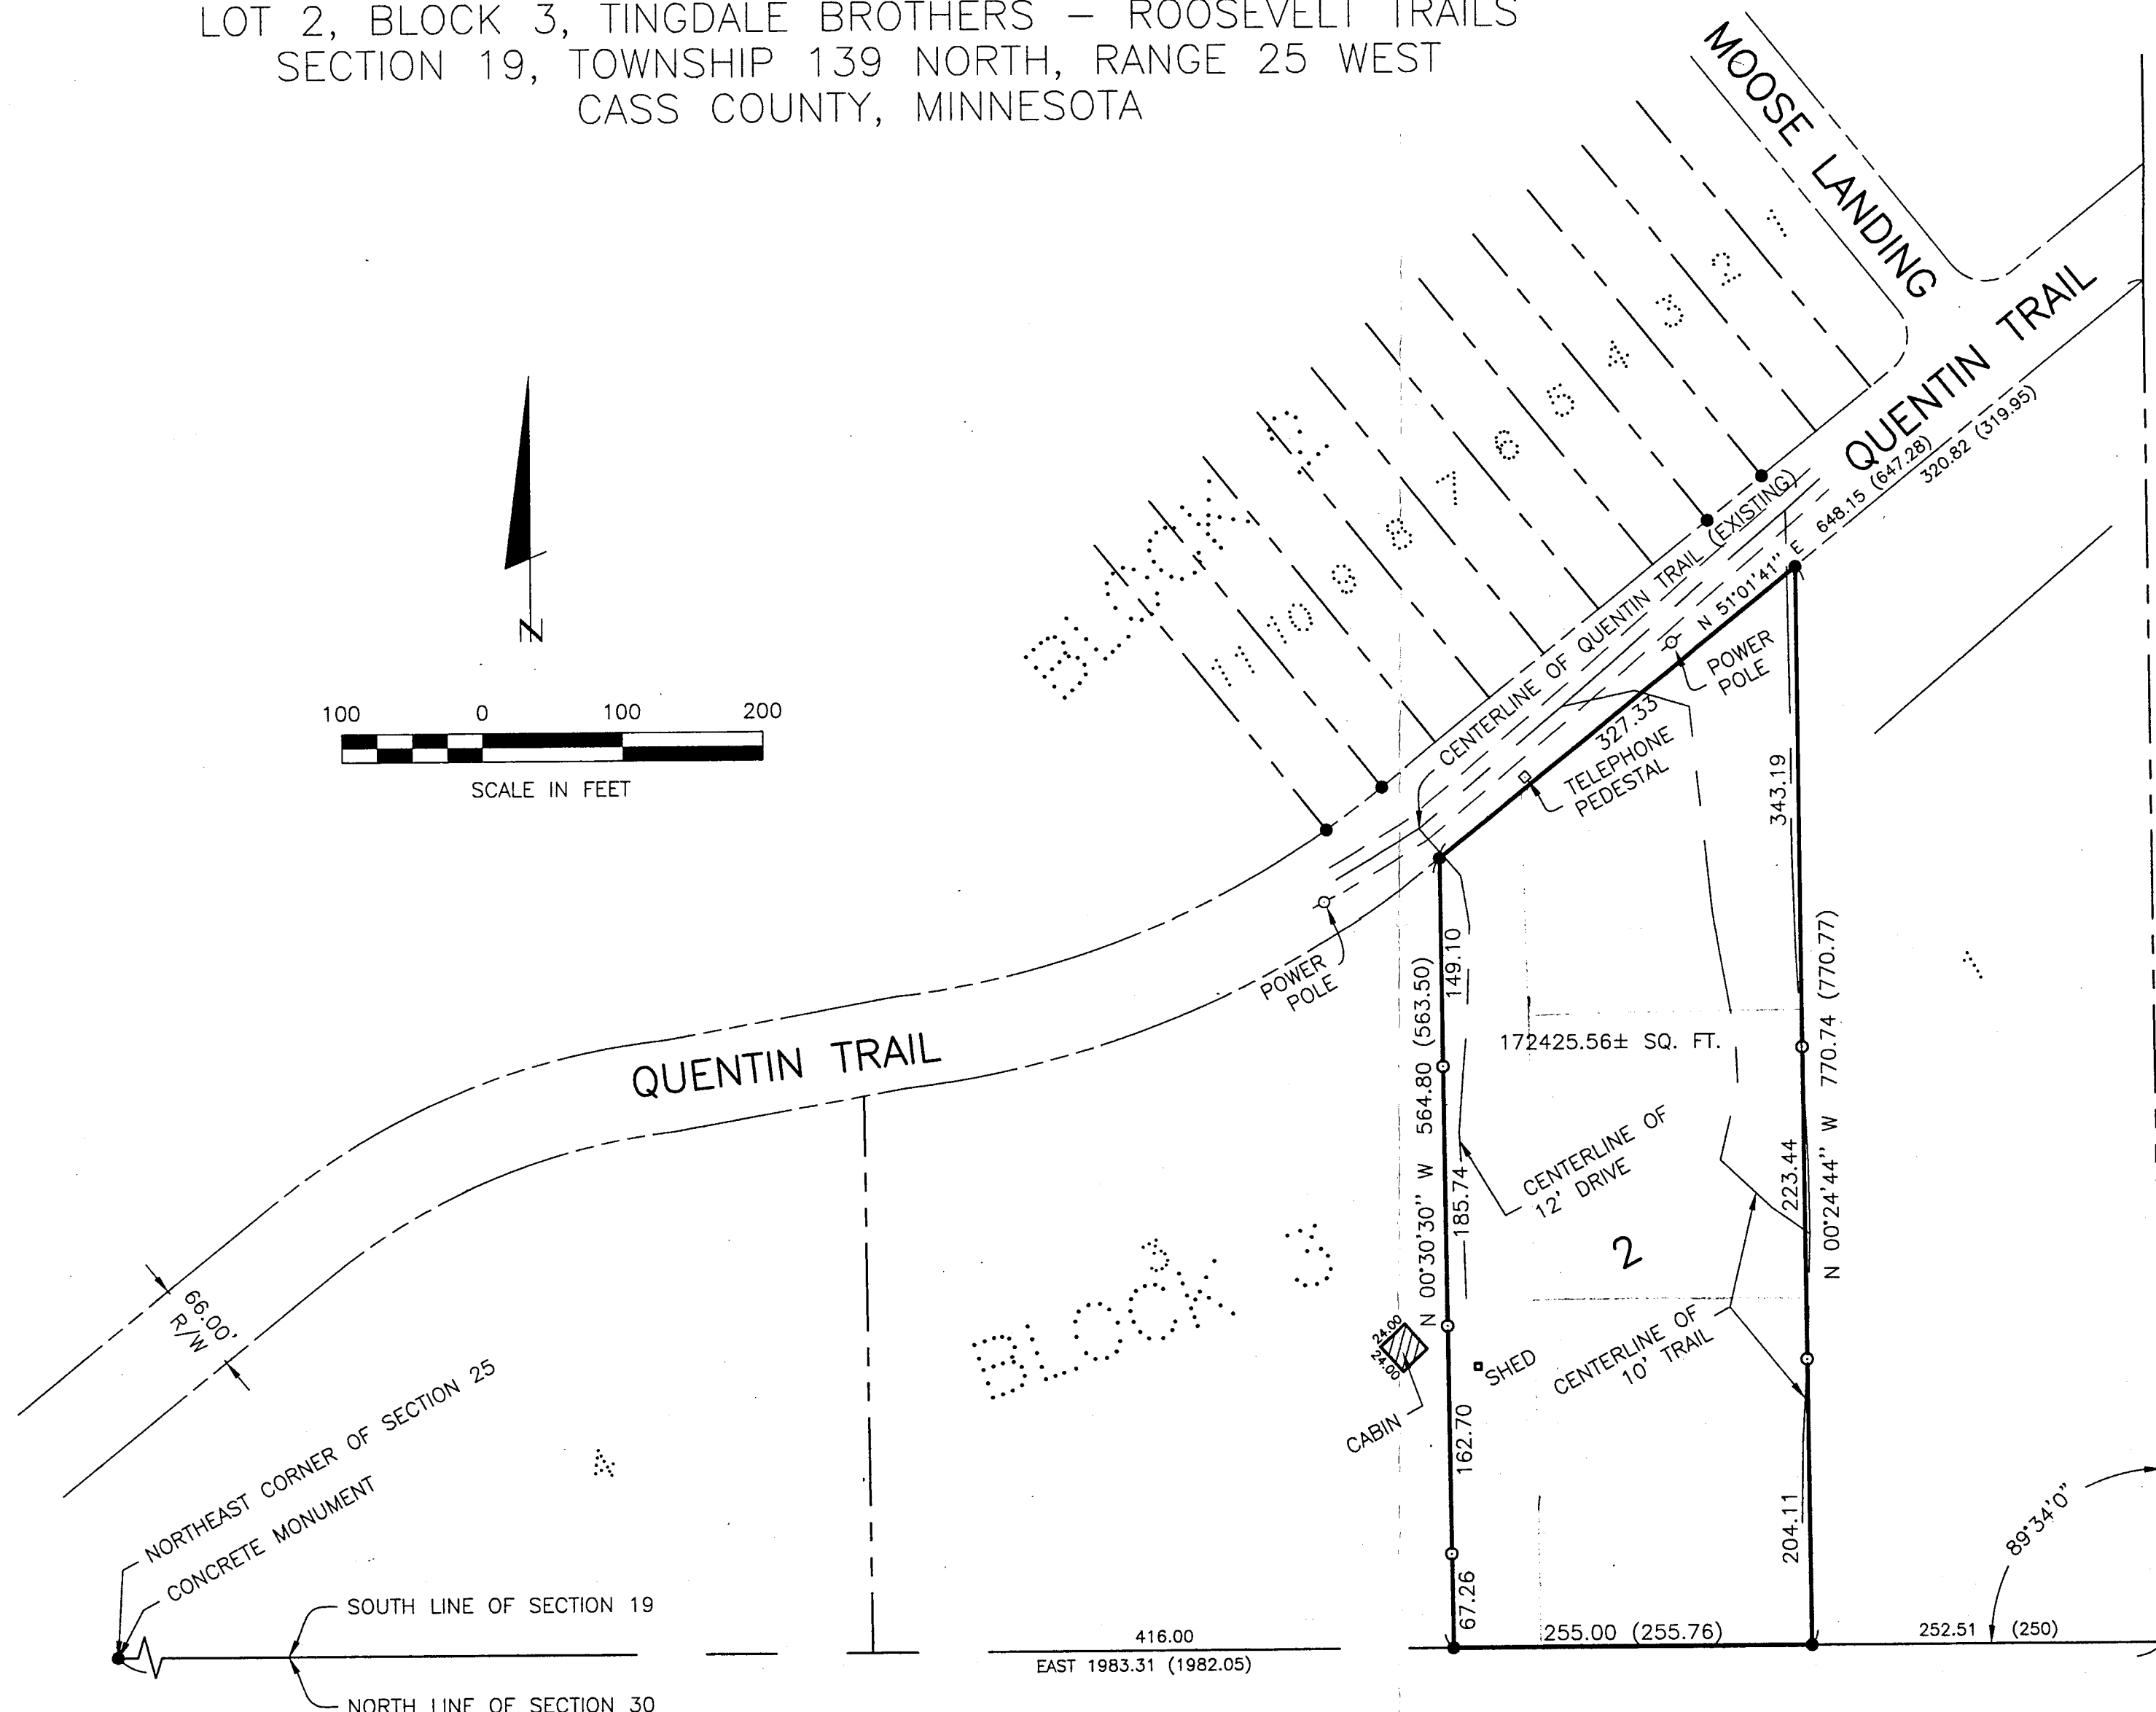 LOT 2, BLOCK 3, TINGDALE BROTHERS – ROOSEVELT TRAILS
SECTION 19, TOWNSHIP 139 NORTH, RANGE 25 WEST
CASS COUNTY, MINNESOTA
MOOSE LANDING
QUENTIN TRAIL
1
2
3
4
5
6
7
8
9
10
11
BLOCK 2
N
100 0 100 200
SCALE IN FEET
CENTERLINE OF QUENTIN TRAIL (EXISTING)
648.15 (647.28)
320.82 (319.95)
N 51°01'41" E
327.33
POWER
POLE
TELEPHONE
PEDESTAL
POWER
POLE
343.19
149.10
N 00°30'30" W 564.80 (563.50)
N 00°24'44" W 770.74 (770.77)
1
172425.56± SQ. FT.
QUENTIN TRAIL
CENTERLINE OF
12' DRIVE
185.74
223.44
2
3
BLOCK 3
66.00'
R/W
24.00
24.00
SHED
CENTERLINE OF
10' TRAIL
CABIN
162.70
204.11
67.26
4
NORTHEAST CORNER OF SECTION 25
CONCRETE MONUMENT
89°34'0"
SOUTH LINE OF SECTION 19
416.00
EAST 1983.31 (1982.05)
255.00 (255.76)
252.51 (250)
NORTH LINE OF SECTION 30